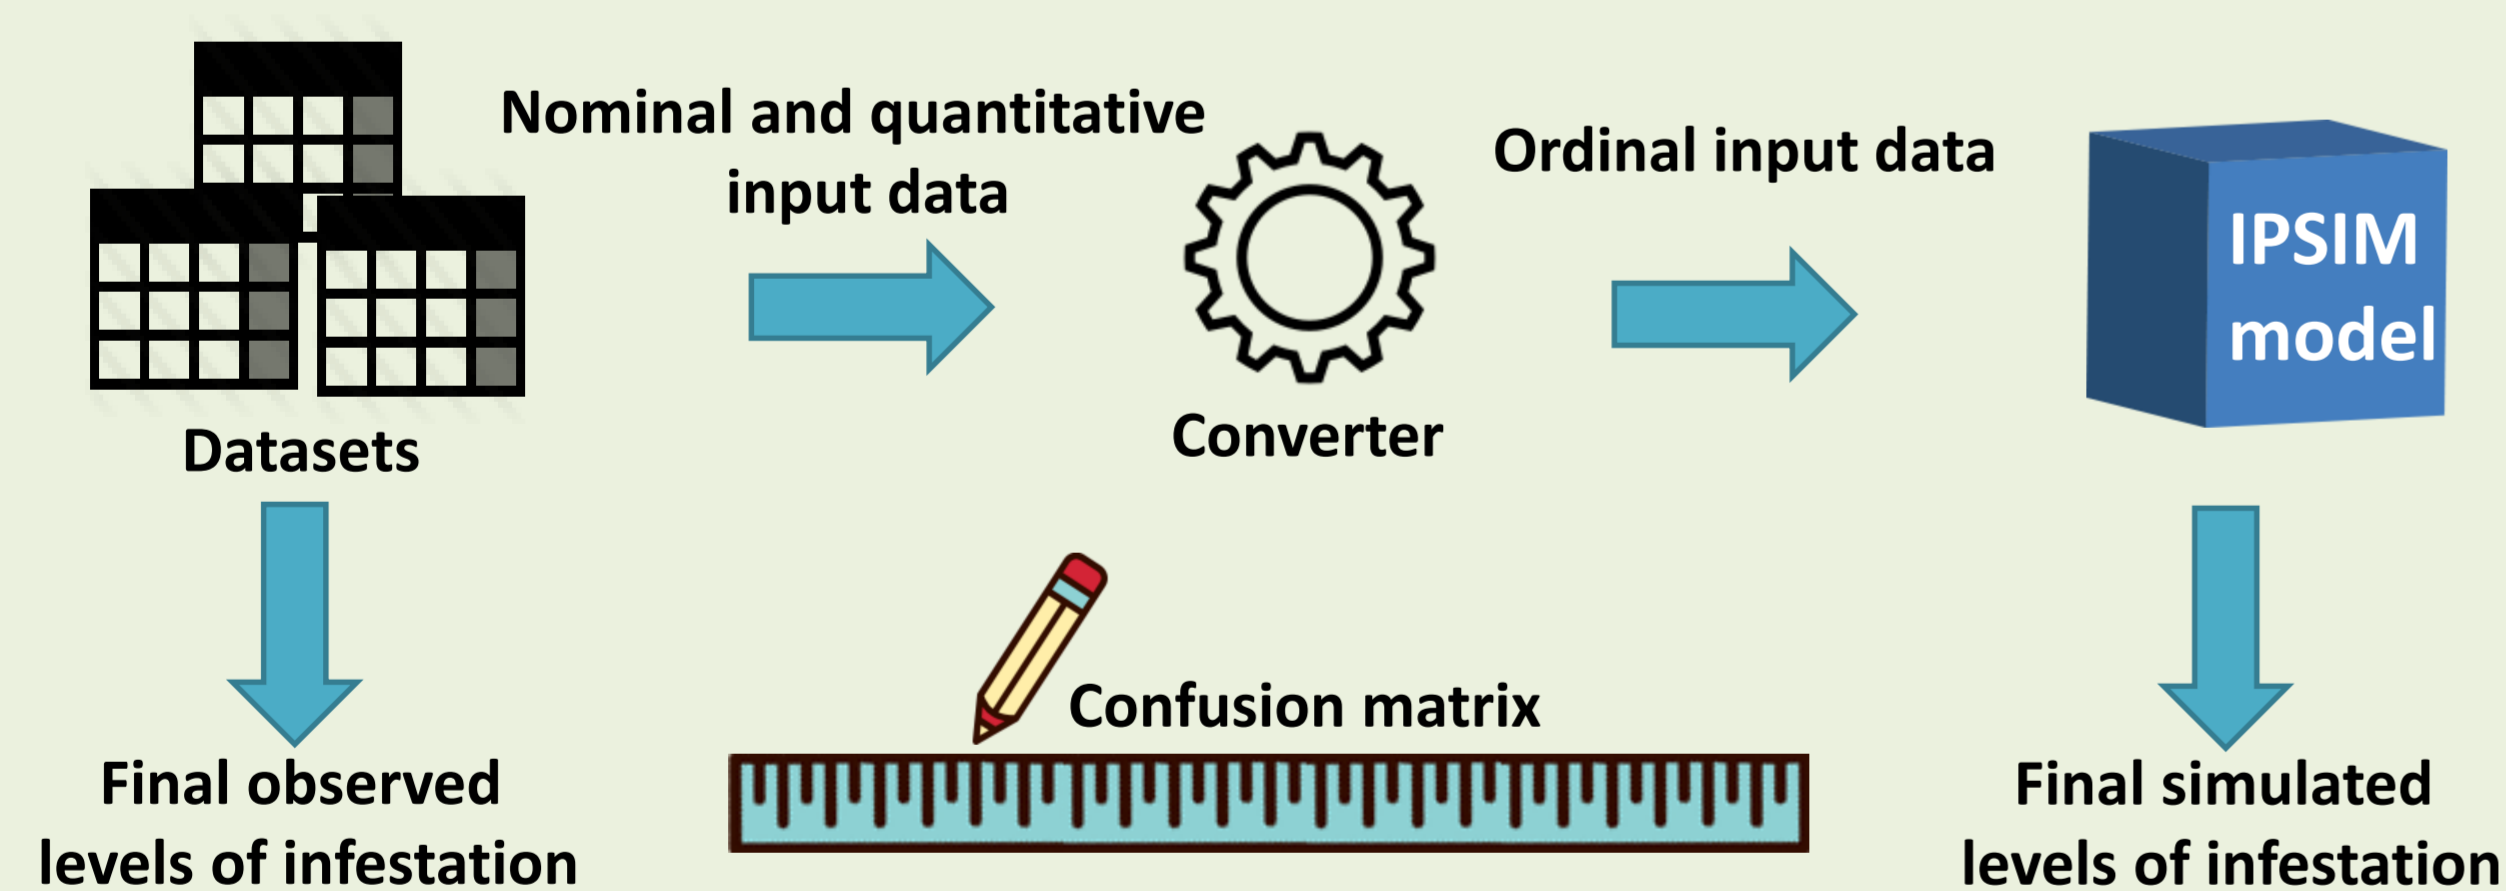 Nominal and quantitative
input data
Ordinal input data
IPSIM
model
Datasets
Converter
Confusion matrix
Final observed
levels of infestation
Final simulated
levels of infestation